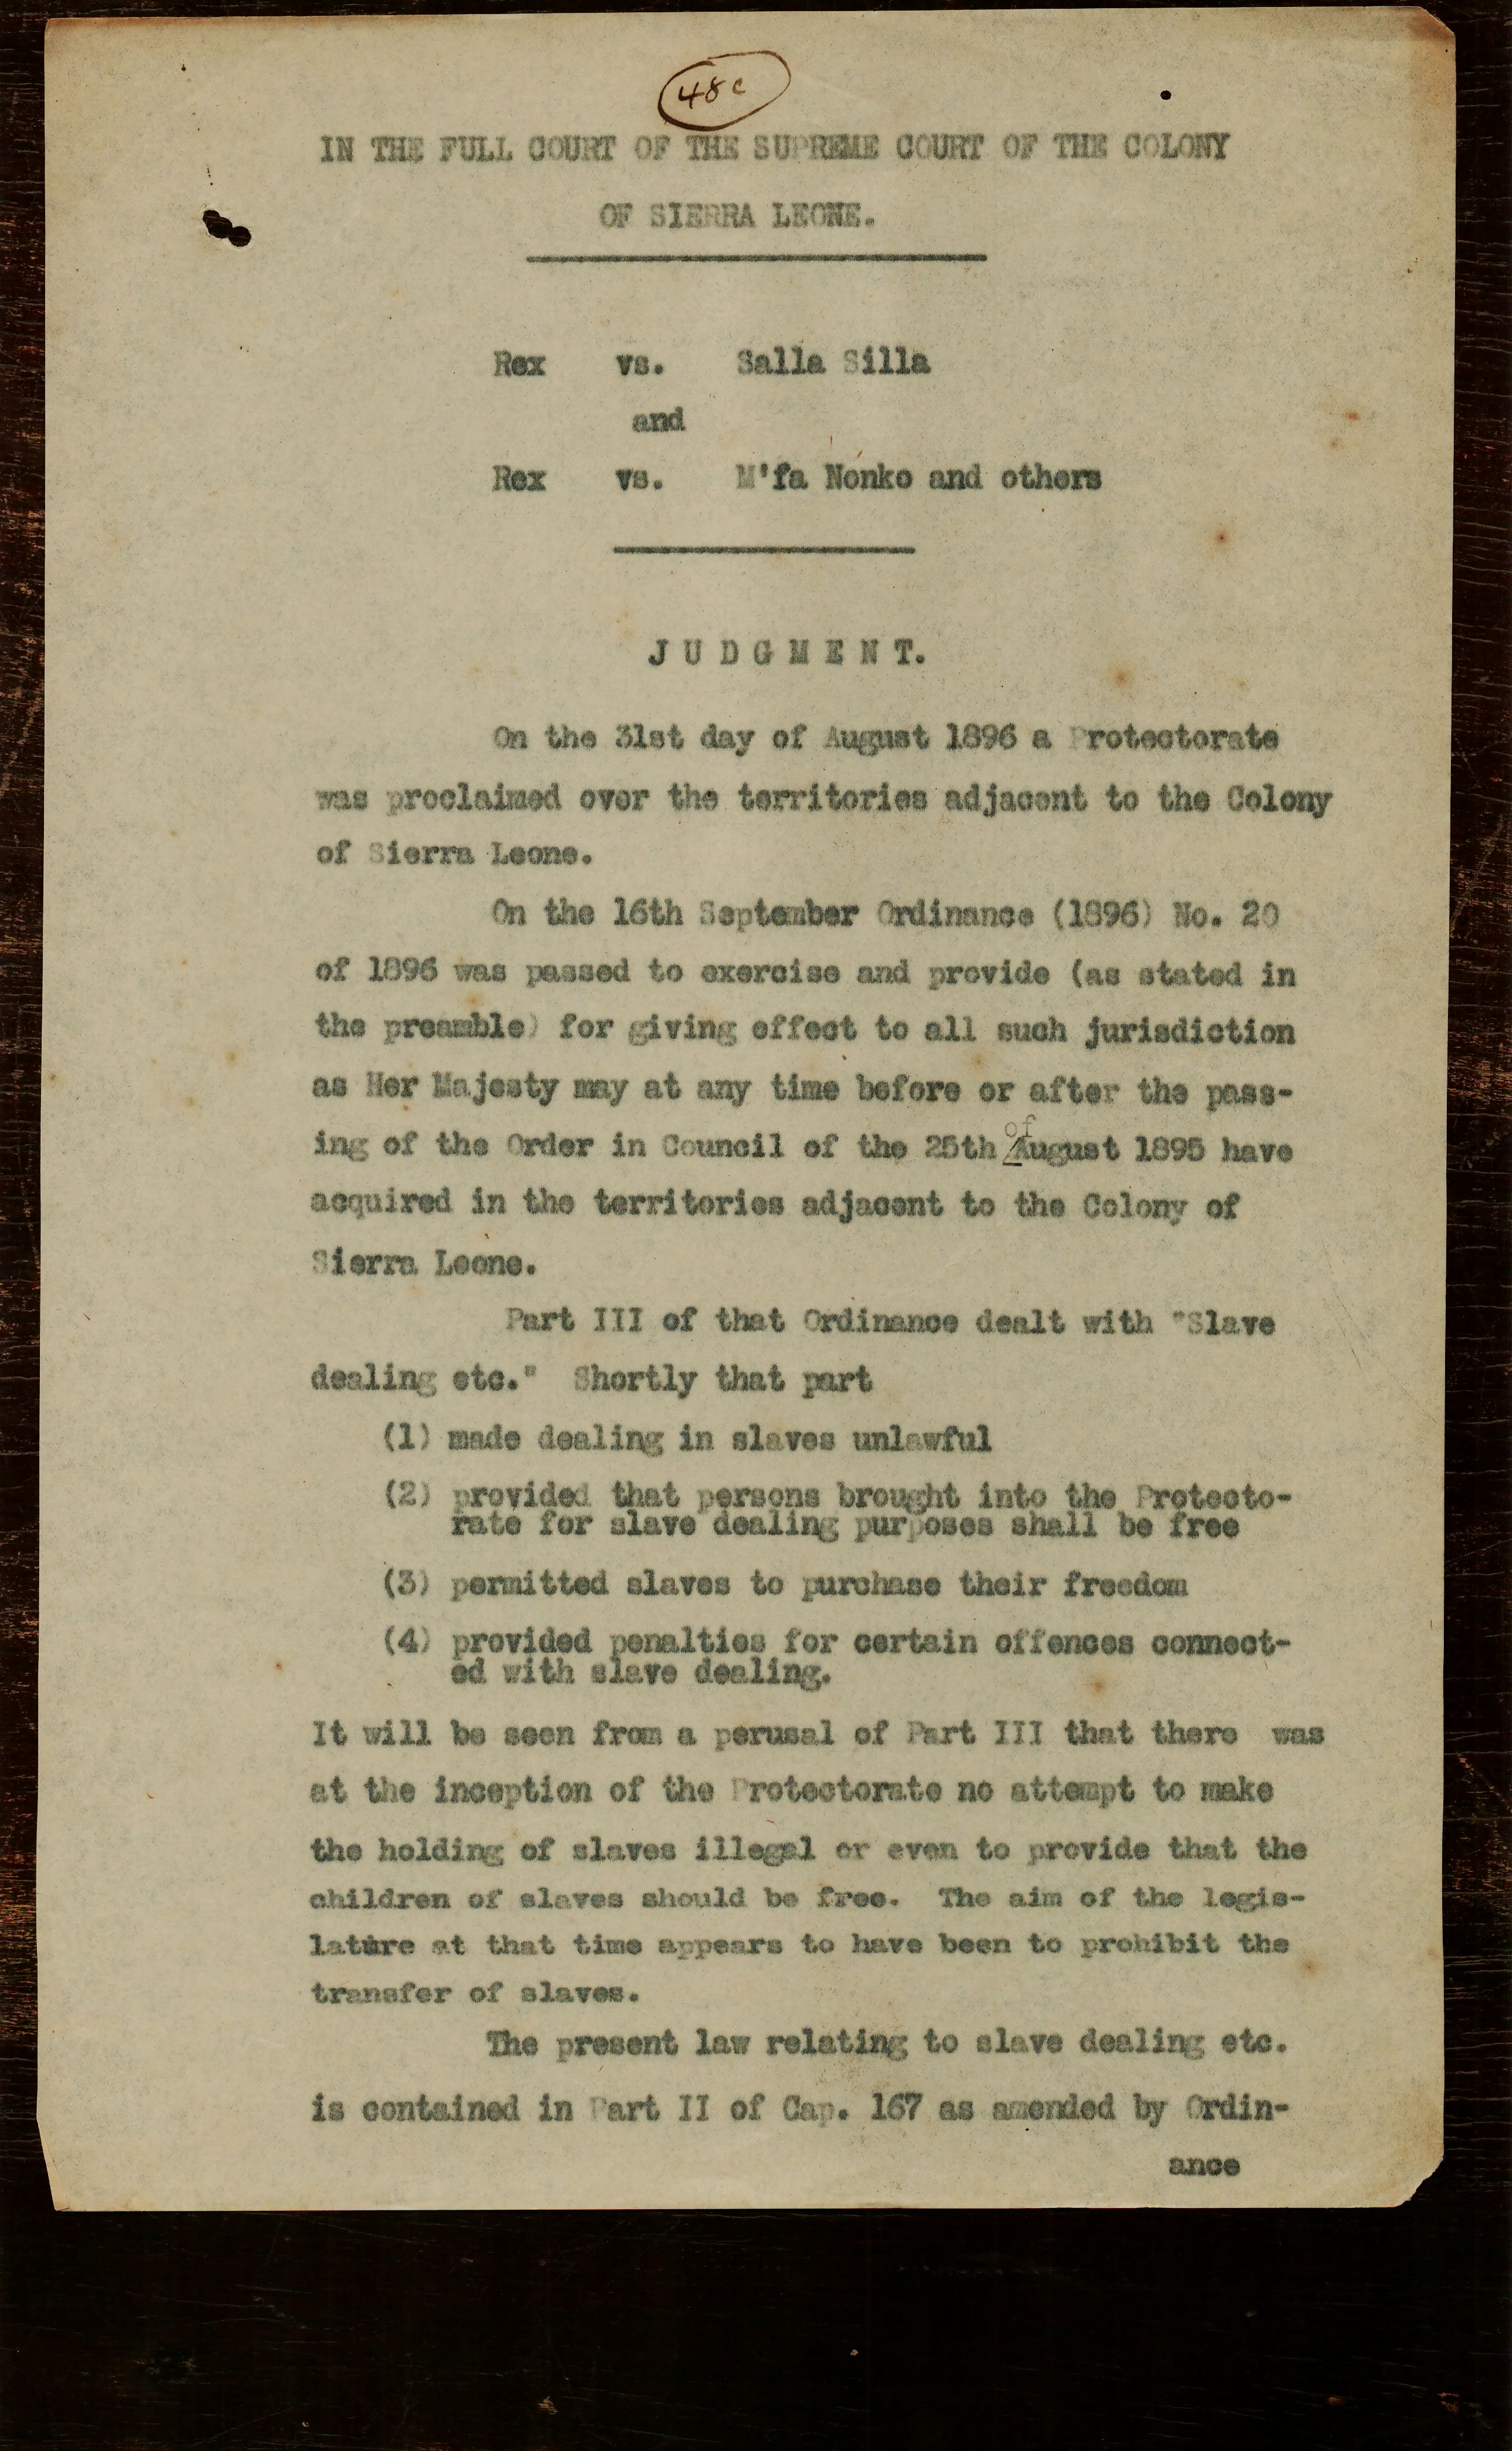 48c
IN THE FULL COURT OF THE SUPREME COURT OF THE COLONY
OF SIERRA LEONE.
Rex vs. Salla Silla
and
Rex vs. M'fa Nonko and others
JUDGMENT.
On the 31st day of August 1896 a Protectorate
was proclaimed over the territories adjacent to the Colony
of Sierra Leone.
On the 16th September Ordinance (1896) No. 20
of 1896 was passed to exercise and provide (as stated in
the preamble) for giving effect to all such jurisdiction
as Her Majesty may at any time before or after the pass-
ing of the Order in Council of the 25th of August 1895 have
acquired in the territories adjacent to the Colony of
Sierra Leone.
Part III of that Ordinance dealt with "Slave
dealing etc." Shortly that part
(1) made dealing in slaves unlawful
(2) provided that persons brought into the Protecto-
rate for slave dealing purposes shall be free
(3) permitted slaves to purchase their freedom
(4) provided penalties for certain offences connect-
ed with slave dealing.
It will be seen from a perusal of Part III that there was
at the inception of the Protectorate no attempt to make
the holding of slaves illegal or even to provide that the
children of slaves should be free. The aim of the legis-
lature at that time appears to have been to prohibit the
transfer of slaves.
The present law relating to slave dealing etc.
is contained in Part II of Cap. 167 as amended by Ordin-
ance